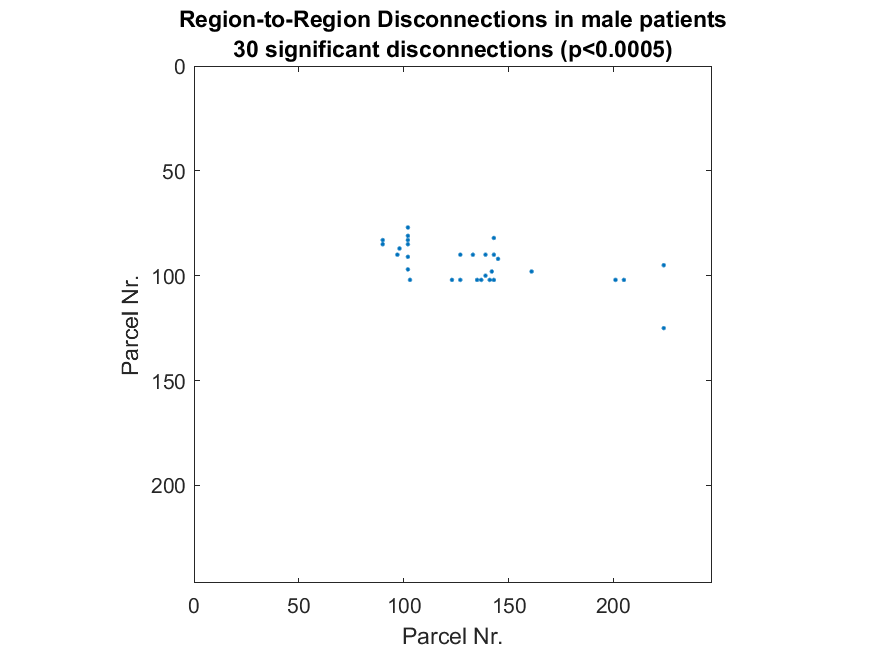 Region-to-Region Disconnections in male patients
30 significant disconnections (p<0.0005)
0
50
100
150
200
Parcel Nr.
0 50 100 150 200
Parcel Nr.